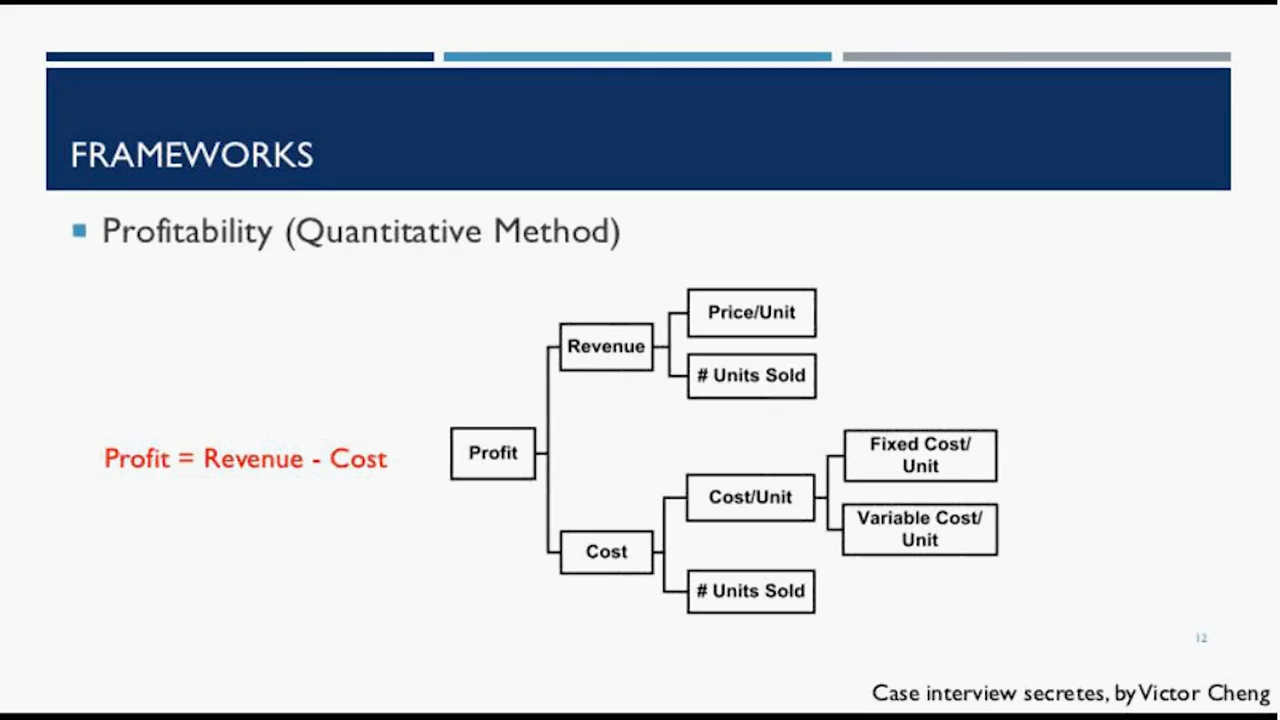 FRAMEWORKS
Profitability (Quantitative Method)
Price/Unit
Revenue
# Units Sold
Profit = Revenue - Cost
Profit
Fixed Cost/
Unit
Cost/Unit
Variable Cost/
Unit
Cost
# Units Sold
12
Case interview secretes, by Victor Cheng